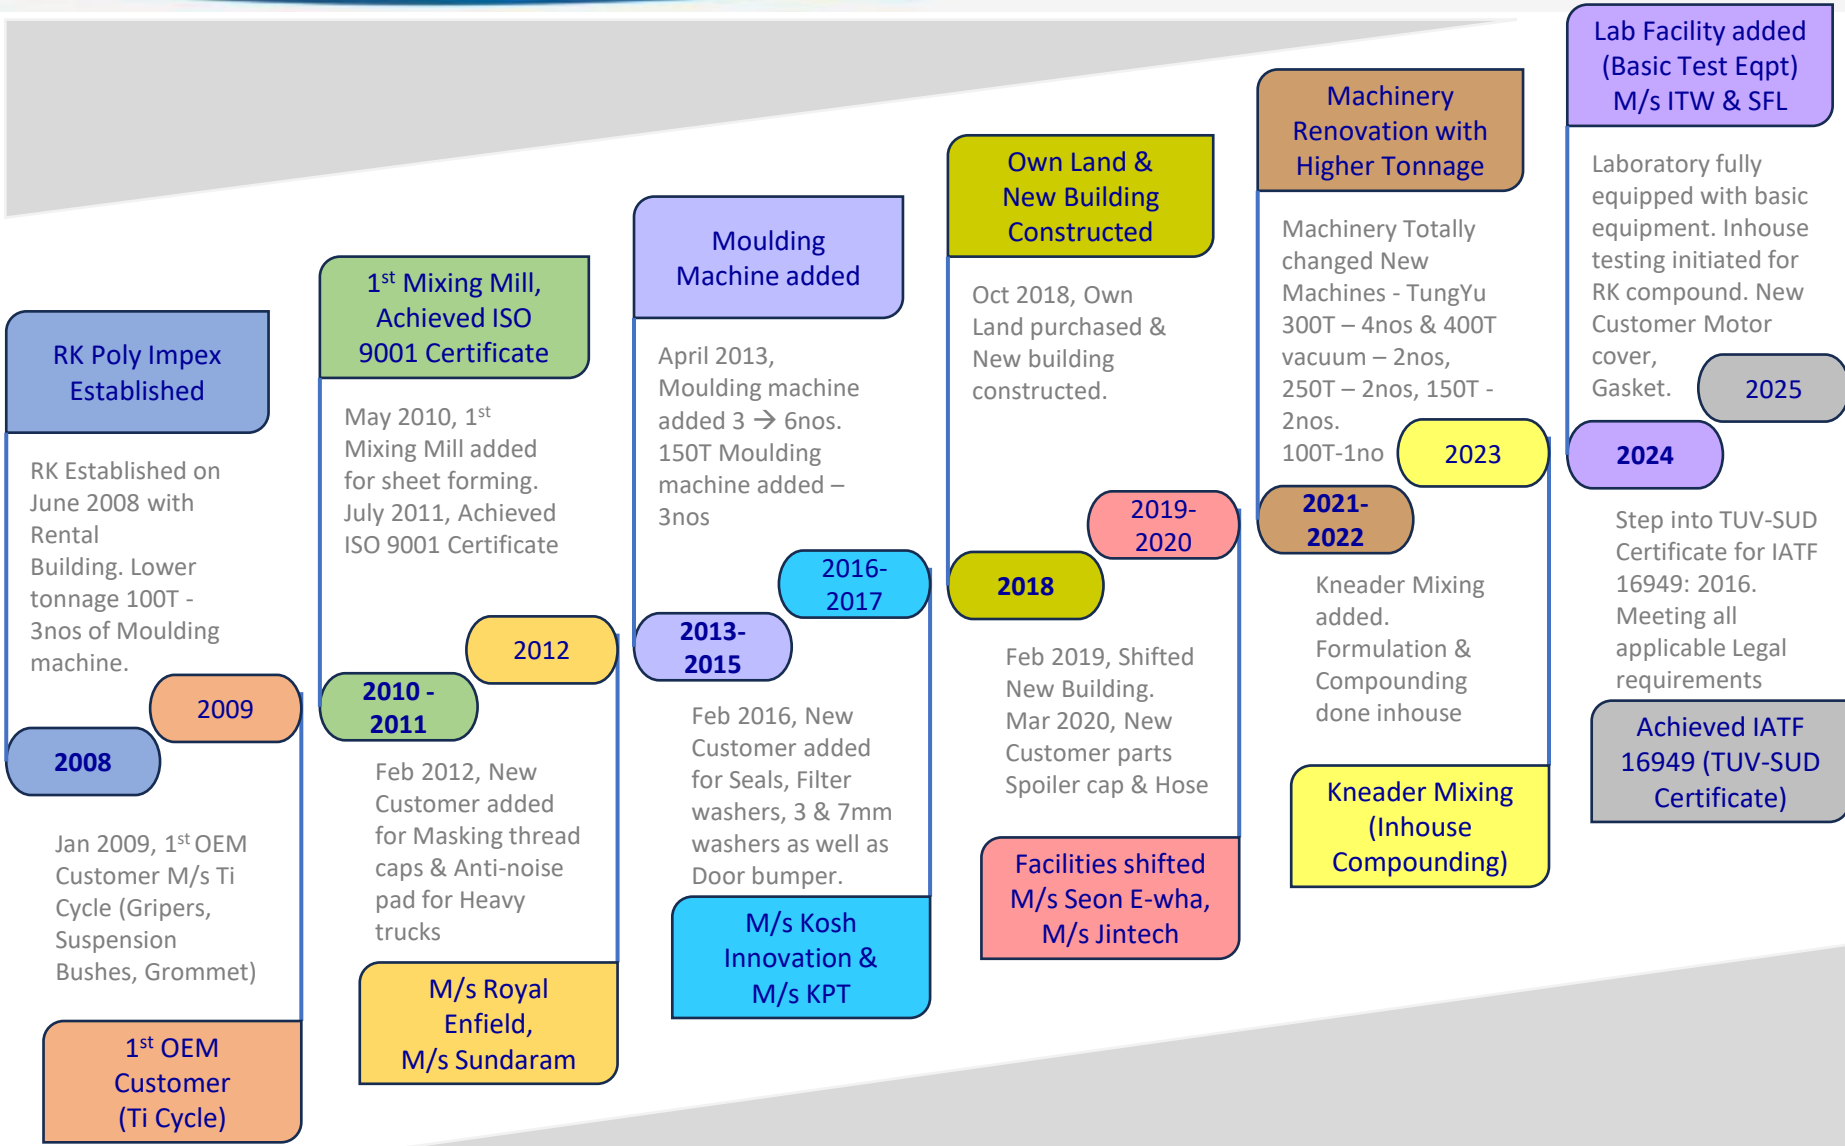 RK Poly Impex
Established
RK Established on
June 2008 with
Rental
Building. Lower
tonnage 100T -
3nos of Moulding
machine.
2008
2009
Jan 2009, 1st OEM
Customer M/s Ti
Cycle (Gripers,
Suspension
Bushes, Grommet)
1st OEM
Customer
(Ti Cycle)
1st Mixing Mill,
Achieved ISO
9001 Certificate
May 2010, 1st
Mixing Mill added
for sheet forming.
July 2011, Achieved
ISO 9001 Certificate
2010 -
2011
2012
Feb 2012, New
Customer added
for Masking thread
caps & Anti-noise
pad for Heavy
trucks
M/s Royal
Enfield,
M/s Sundaram
Moulding
Machine added
April 2013,
Moulding machine
added 3 → 6nos.
150T Moulding
machine added –
3nos
2013-
2015
2016-
2017
Feb 2016, New
Customer added
for Seals, Filter
washers, 3 & 7mm
washers as well as
Door bumper.
M/s Kosh
Innovation &
M/s KPT
Own Land &
New Building
Constructed
Oct 2018, Own
Land purchased &
New building
constructed.
2018
2019-
2020
Feb 2019, Shifted
New Building.
Mar 2020, New
Customer parts
Spoiler cap & Hose
Facilities shifted
M/s Seon E-wha,
M/s Jintech
Machinery
Renovation with
Higher Tonnage
Machinery Totally
changed New
Machines - TungYu
300T – 4nos & 400T
vacuum – 2nos,
250T – 2nos, 150T -
2nos.
100T-1no
2021-
2022
2023
Kneader Mixing
added.
Formulation &
Compounding
done inhouse
Kneader Mixing
(Inhouse
Compounding)
Lab Facility added
(Basic Test Eqpt)
M/s ITW & SFL
Laboratory fully
equipped with basic
equipment. Inhouse
testing initiated for
RK compound. New
Customer Motor
cover,
Gasket.
2024
2025
Step into TUV-SUD
Certificate for IATF
16949: 2016.
Meeting all
applicable Legal
requirements
Achieved IATF
16949 (TUV-SUD
Certificate)